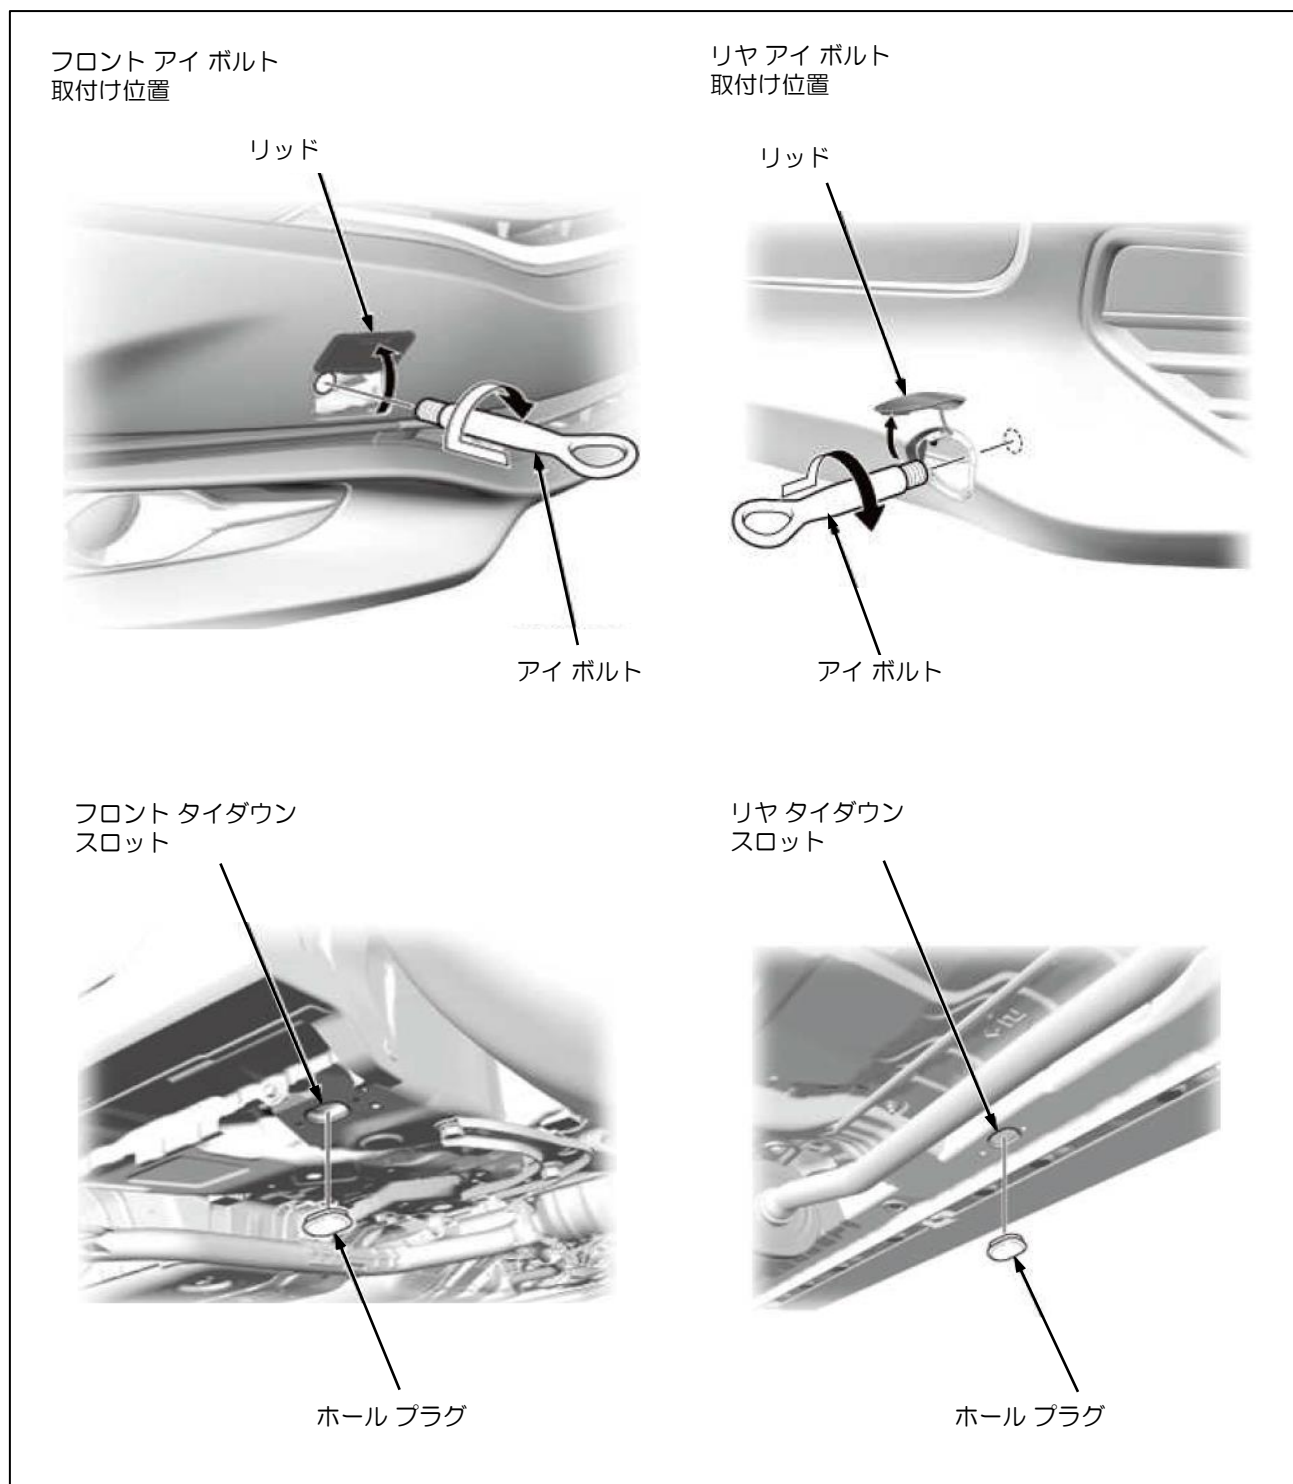 フロント アイ ボルト
取付け位置
リッド
アイ ボルト
リヤ アイ ボルト
取付け位置
リッド
アイ ボルト
フロント タイダウン
スロット
ホール プラグ
リヤ タイダウン
スロット
ホール プラグ